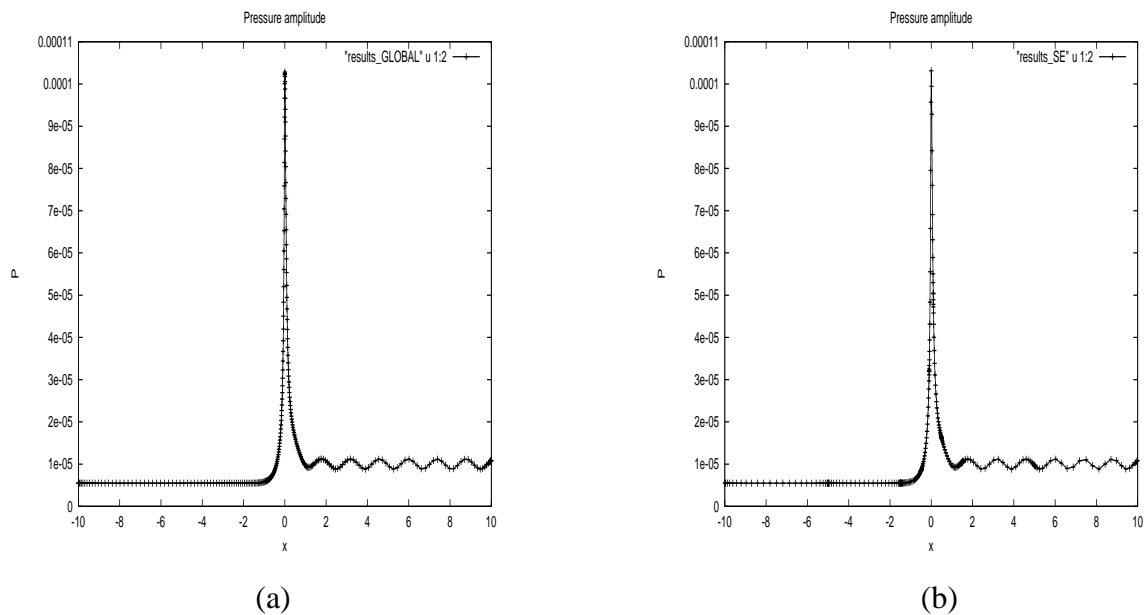 Pressure amplitude
0.00011
0.0001
9e-05
8e-05
7e-05
6e-05
5e-05
4e-05
3e-05
2e-05
1e-05
0
P
"results_GLOBAL" u 1:2
-10 -8 -6 -4 -2 0 2 4 6 8 10
x
(a)
Pressure amplitude
0.00011
0.0001
9e-05
8e-05
7e-05
6e-05
5e-05
4e-05
3e-05
2e-05
1e-05
0
P
"results_SE" u 1:2
-10 -8 -6 -4 -2 0 2 4 6 8 10
x
(b)